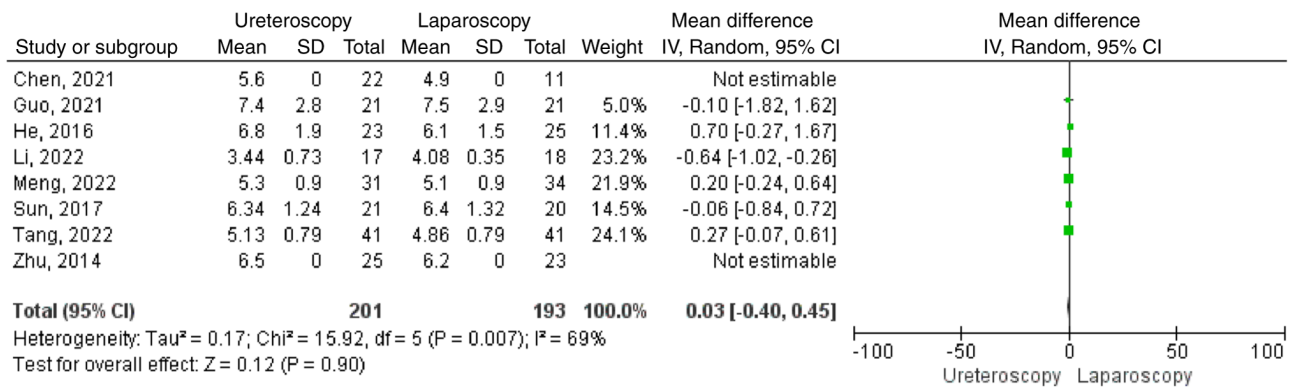 Ureteroscopy Laparoscopy Mean difference Mean difference
Study or subgroup Mean SD Total Mean SD Total Weight IV, Random, 95% CI IV, Random, 95% CI
Chen, 2021 5.6 0 22 4.9 0 11 Not estimable
Guo, 2021 7.4 2.8 21 7.5 2.9 21 5.0% -0.10 [-1.82, 1.62]
He, 2016 6.8 1.9 23 6.1 1.5 25 11.4% 0.70 [-0.27, 1.67]
Li, 2022 3.44 0.73 17 4.08 0.35 18 23.2% -0.64 [-1.02, -0.26]
Meng, 2022 5.3 0.9 31 5.1 0.9 34 21.9% 0.20 [-0.24, 0.64]
Sun, 2017 6.34 1.24 21 6.4 1.32 20 14.5% -0.06 [-0.84, 0.72]
Tang, 2022 5.13 0.79 41 4.86 0.79 41 24.1% 0.27 [-0.07, 0.61]
Zhu, 2014 6.5 0 25 6.2 0 23 Not estimable
Total (95% CI) 201 193 100.0% 0.03 [-0.40, 0.45]
Heterogeneity: Tau² = 0.17; Chi² = 15.92, df = 5 (P = 0.007); I² = 69%
Test for overall effect: Z = 0.12 (P = 0.90)
-100 -50 0 50 100
Ureteroscopy Laparoscopy